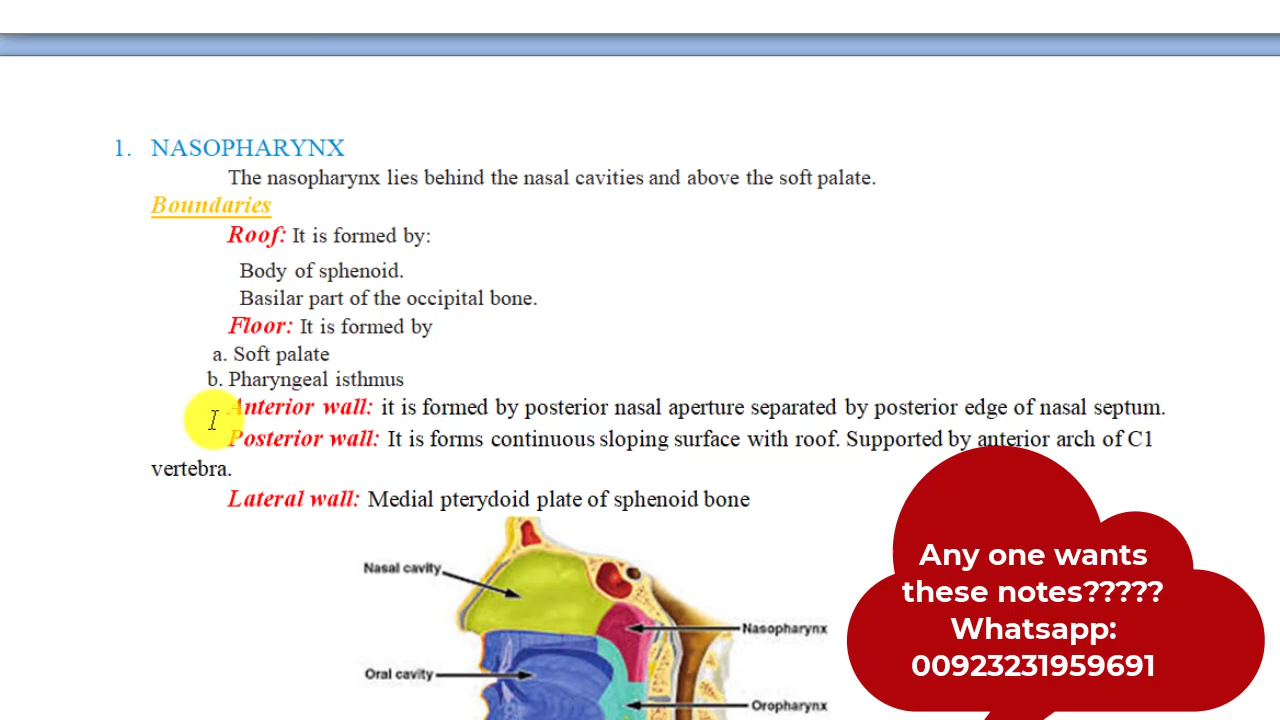 1. NASOPHARYNX
The nasopharynx lies behind the nasal cavities and above the soft palate.
Boundaries
Roof: It is formed by:
Body of sphenoid.
Basilar part of the occipital bone.
Floor: It is formed by
a. Soft palate
b. Pharyngeal isthmus
Anterior wall: it is formed by posterior nasal aperture separated by posterior edge of nasal septum.
Posterior wall: It is forms continuous sloping surface with roof. Supported by anterior arch of C1
vertebra.
Lateral wall: Medial pterydoid plate of sphenoid bone
Nasal cavity
Nasopharynx
Oral cavity
Oropharynx
Any one wants
these notes?????
Whatsapp:
00923231959691